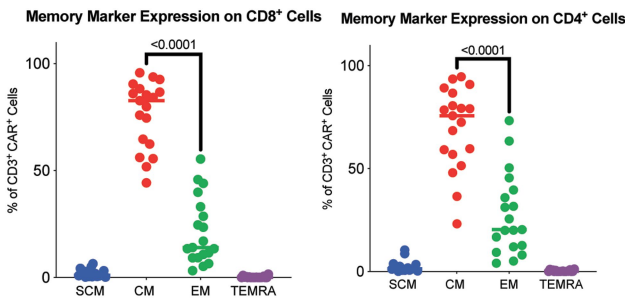 Memory Marker Expression on CD8+ Cells
<0.0001
100
50
0
% of CD3+ CAR+ Cells
SCM CM EM TEMRA
Memory Marker Expression on CD4+ Cells
<0.0001
100
50
0
% of CD3+ CAR+ Cells
SCM CM EM TEMRA